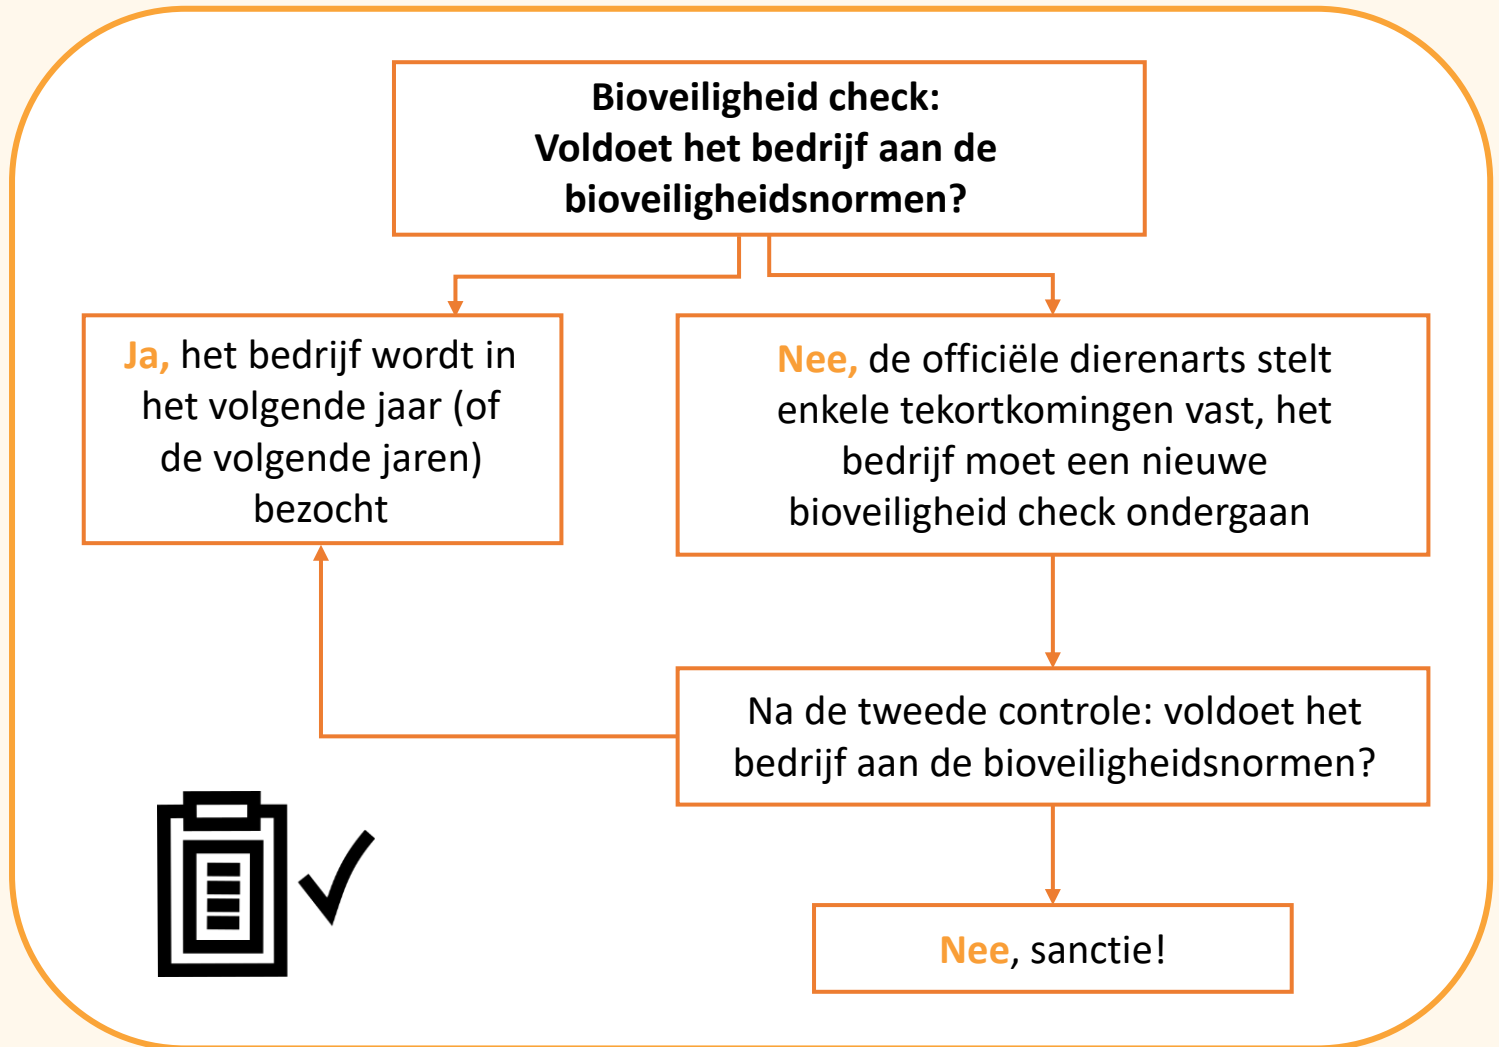 Bioveiligheid check:
Voldoet het bedrijf aan de
bioveiligheidsnormen?
Ja, het bedrijf wordt in
het volgende jaar (of
de volgende jaren)
bezocht
Nee, de officiële dierenarts stelt
enkele tekortkomingen vast, het
bedrijf moet een nieuwe
bioveiligheid check ondergaan
Na de tweede controle: voldoet het
bedrijf aan de bioveiligheidsnormen?
Nee, sanctie!